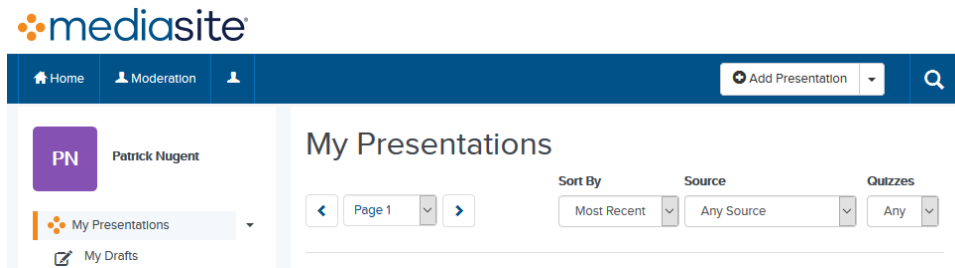 mediasite
Home Moderation Add Presentation
PN Patrick Nugent
My Presentations
Sort By Source Quizzes
Page 1 Most Recent Any Source Any
My Presentations
My Drafts